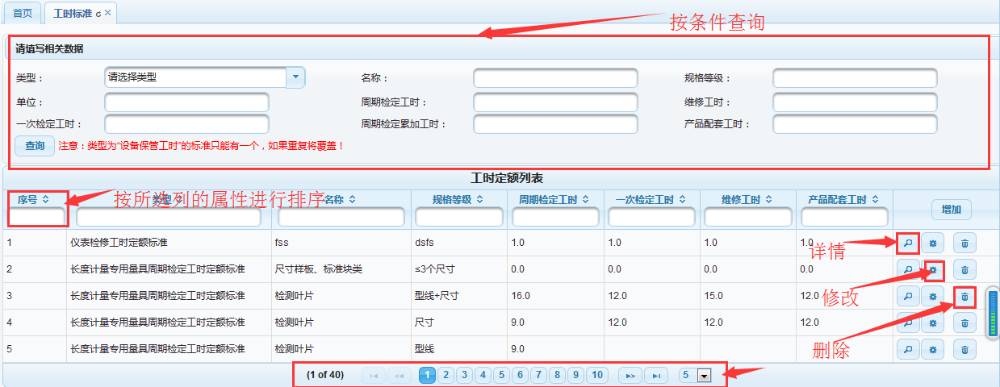 首页 工时标准
按条件查询
请填写相关数据
类型： 请选择类型 名称： 规格等级：
单位： 周期检定工时： 维修工时：
一次检定工时： 周期检定累加工时： 产品配套工时：
查询 注意：类型为“设备保管工时”的标准只能有一个，如果重复将覆盖！
工时定额列表
序号 类型 名称 规格等级 周期检定工时 一次检定工时 维修工时 产品配套工时 增加
按所选列的属性进行排序
1 仪表检修工时定额标准 fss dsfs 1.0 1.0 1.0 1.0
详情
2 长度计量专用量具周期检定工时定额标准 尺寸样板、标准块类 ≤3个尺寸 0.0 0.0 0.0 0.0
3 长度计量专用量具周期检定工时定额标准 检测叶片 型线+尺寸 16.0 12.0 15.0 12.0
修改
4 长度计量专用量具周期检定工时定额标准 检测叶片 尺寸 9.0 12.0 12.0 12.0
5 长度计量专用量具周期检定工时定额标准 检测叶片 型线 9.0
删除
(1 of 40) 1 2 3 4 5 6 7 8 9 10 5